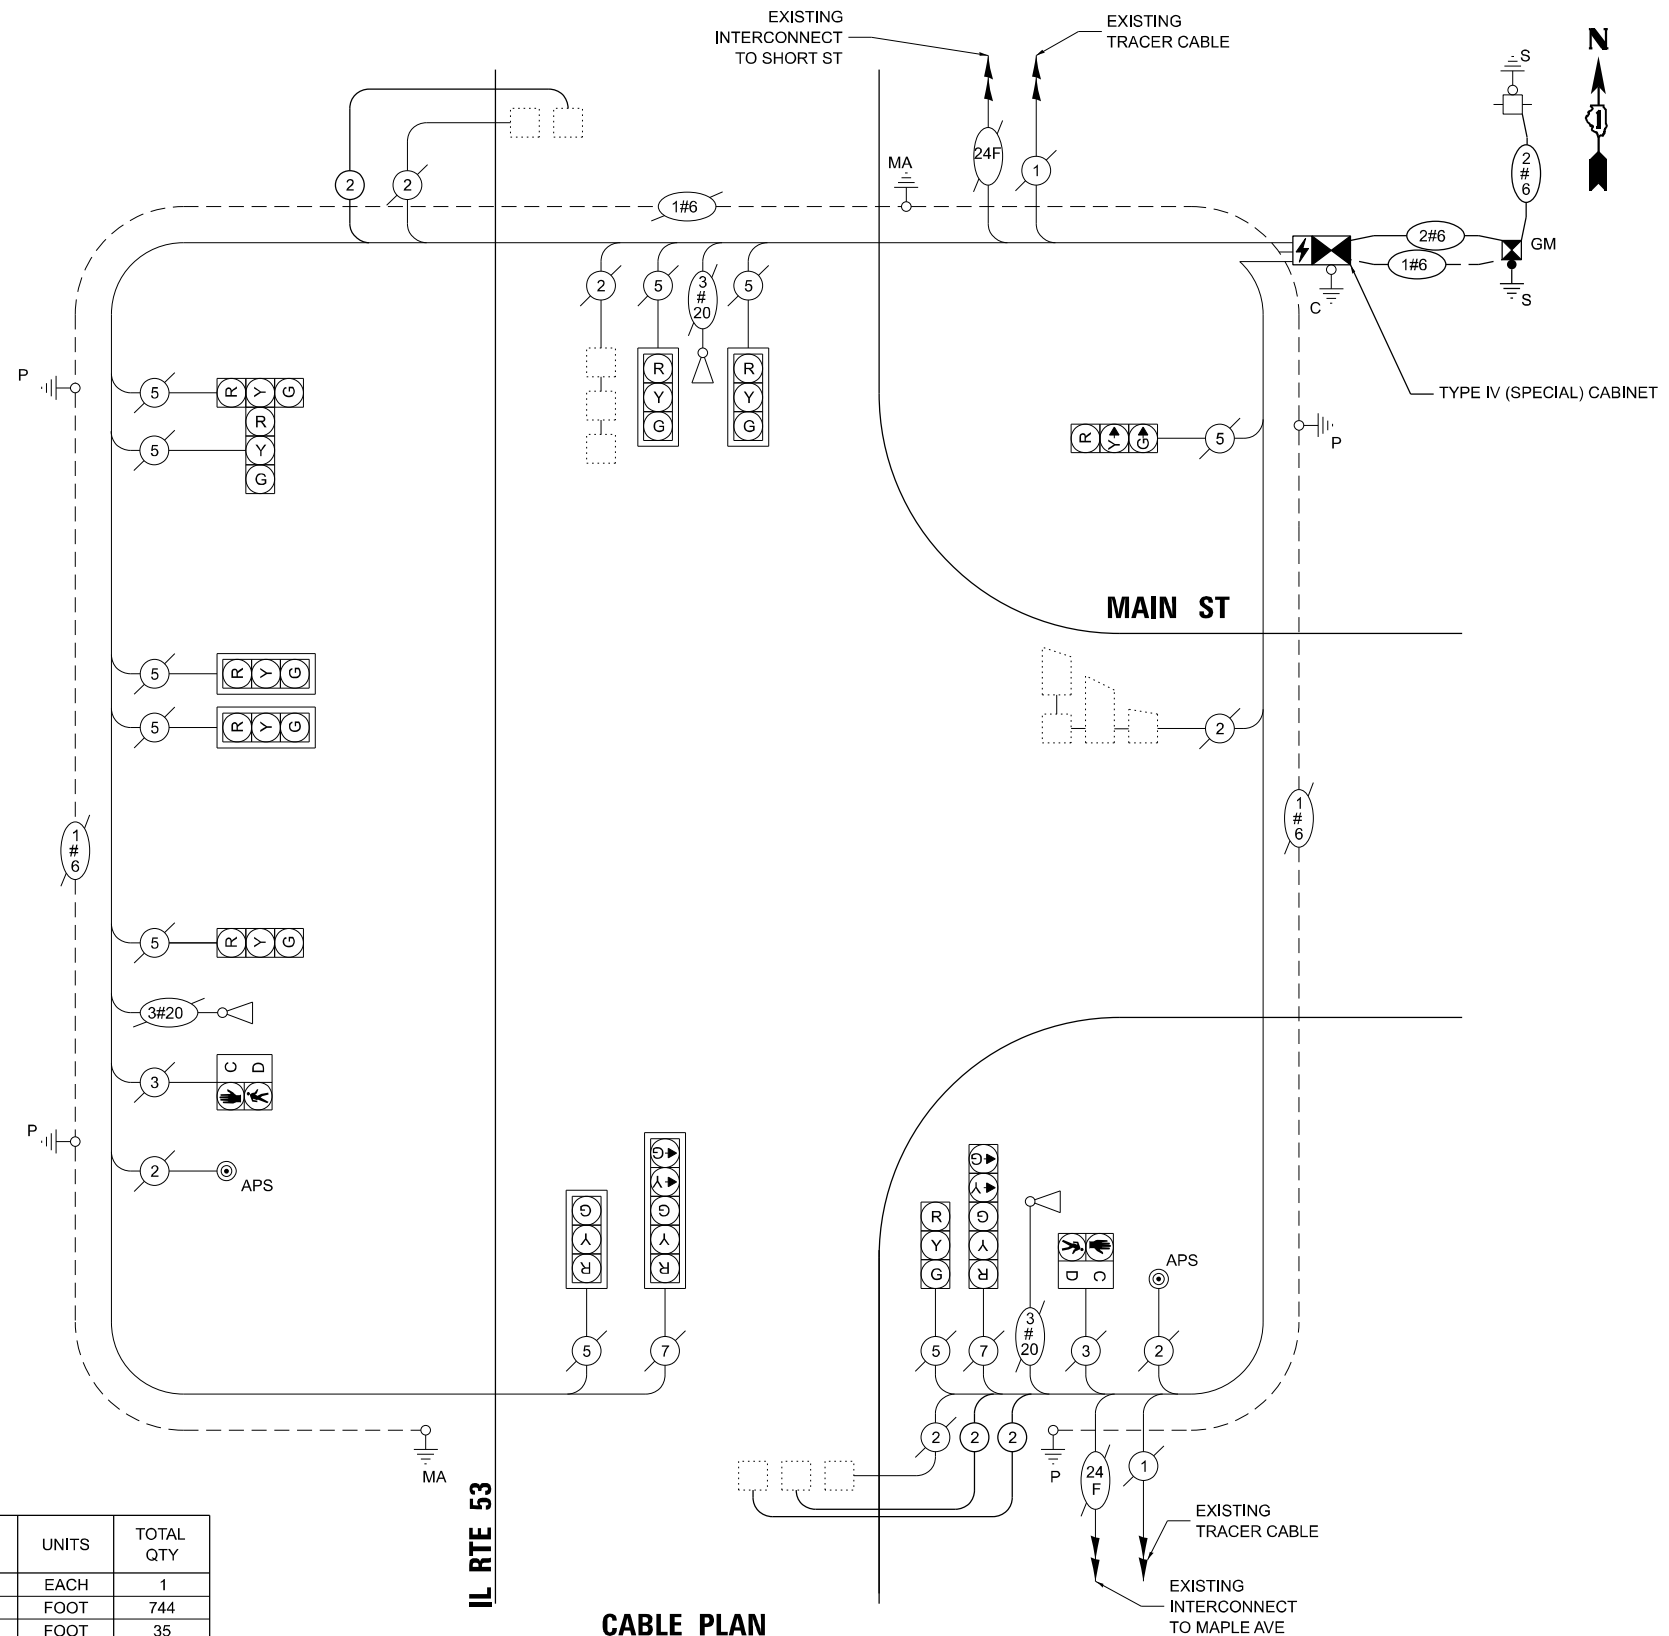 EXISTING
INTERCONNECT
TO SHORT ST
EXISTING
TRACER CABLE
N
S
2
2
MA
24F
1
2
#
6
1#6
2#6
GM
1#6
S
C
2
5
3
#
20
5
TYPE IV (SPECIAL) CABINET
P
5
R Y G
R
Y
G
5
R
Y
G
R
Y
G
R Y G
5
P
MAIN ST
5
R Y G
5
R Y G
2
1
#
6
1
#
6
5
R Y G
3#20
3
C D
P
2
APS
G
Y
R
G
Y
G
Y
R
R
Y
G
G
Y
G
Y
R
D C
APS
5
7
5
7
3
#
20
3
2
MA
2
2
2
P
24
F
1
IL RTE 53
EXISTING
TRACER CABLE
EXISTING
INTERCONNECT
TO MAPLE AVE
UNITS
TOTAL
QTY
EACH 1
FOOT 744
FOOT 35
CABLE PLAN